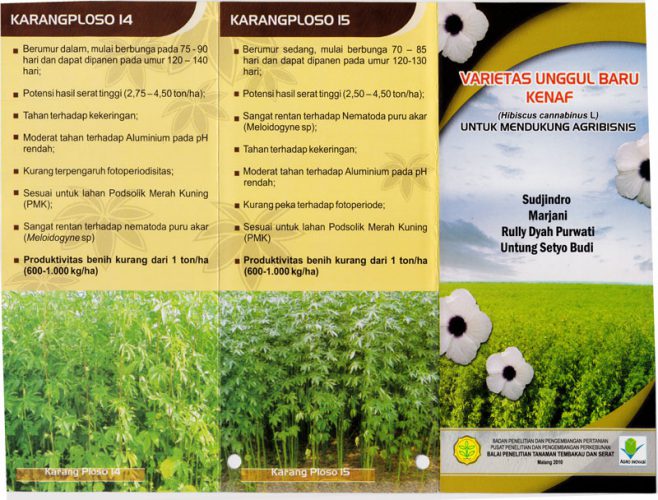 KARANGPLOSO 14
Berumur dalam, mulai berbunga pada 75 - 90
hari dan dapat dipanen pada umur 120 – 140
hari;
Potensi hasil serat tinggi (2,75 – 4,50 ton/ha);
Tahan terhadap kekeringan;
Moderat tahan terhadap Aluminium pada pH
rendah;
Kurang terpengaruh fotoperiodisitas;
Sesuai untuk lahan Podsolik Merah Kuning
(PMK);
Sangat rentan terhadap nematoda puru akar
(Meloidogyne sp)
Produktivitas benih kurang dari 1 ton/ha
(600-1.000 kg/ha)
Karang Ploso 14
KARANGPLOSO 15
Berumur sedang, mulai berbunga 70 – 85
hari dan dapat dipanen pada umur 120-130
hari;
Potensi hasil serat tinggi (2,50 – 4,50 ton/ha);
Sangat rentan terhadap Nematoda puru akar
(Meloidogyne sp);
Tahan terhadap kekeringan;
Moderat tahan terhadap Aluminium pada pH
rendah;
Kurang peka terhadap fotoperiode;
Sesuai untuk lahan Podsolik Merah Kuning
(PMK)
Produktivitas benih kurang dari 1 ton/ha
(600-1.000 kg/ha)
Karang Ploso 15
VARIETAS UNGGUL BARU
KENAF
(Hibiscus cannabinus L)
UNTUK MENDUKUNG AGRIBISNIS
Sudjindro
Marjani
Rully Dyah Purwati
Untung Setyo Budi
BADAN PENELITIAN DAN PENGEMBANGAN PERTANIAN
PUSAT PENELITIAN DAN PENGEMBANGAN PERKEBUNAN
BALAI PENELITIAN TANAMAN TEMBAKAU DAN SERAT
Malang 2010
AGRO INOVASI